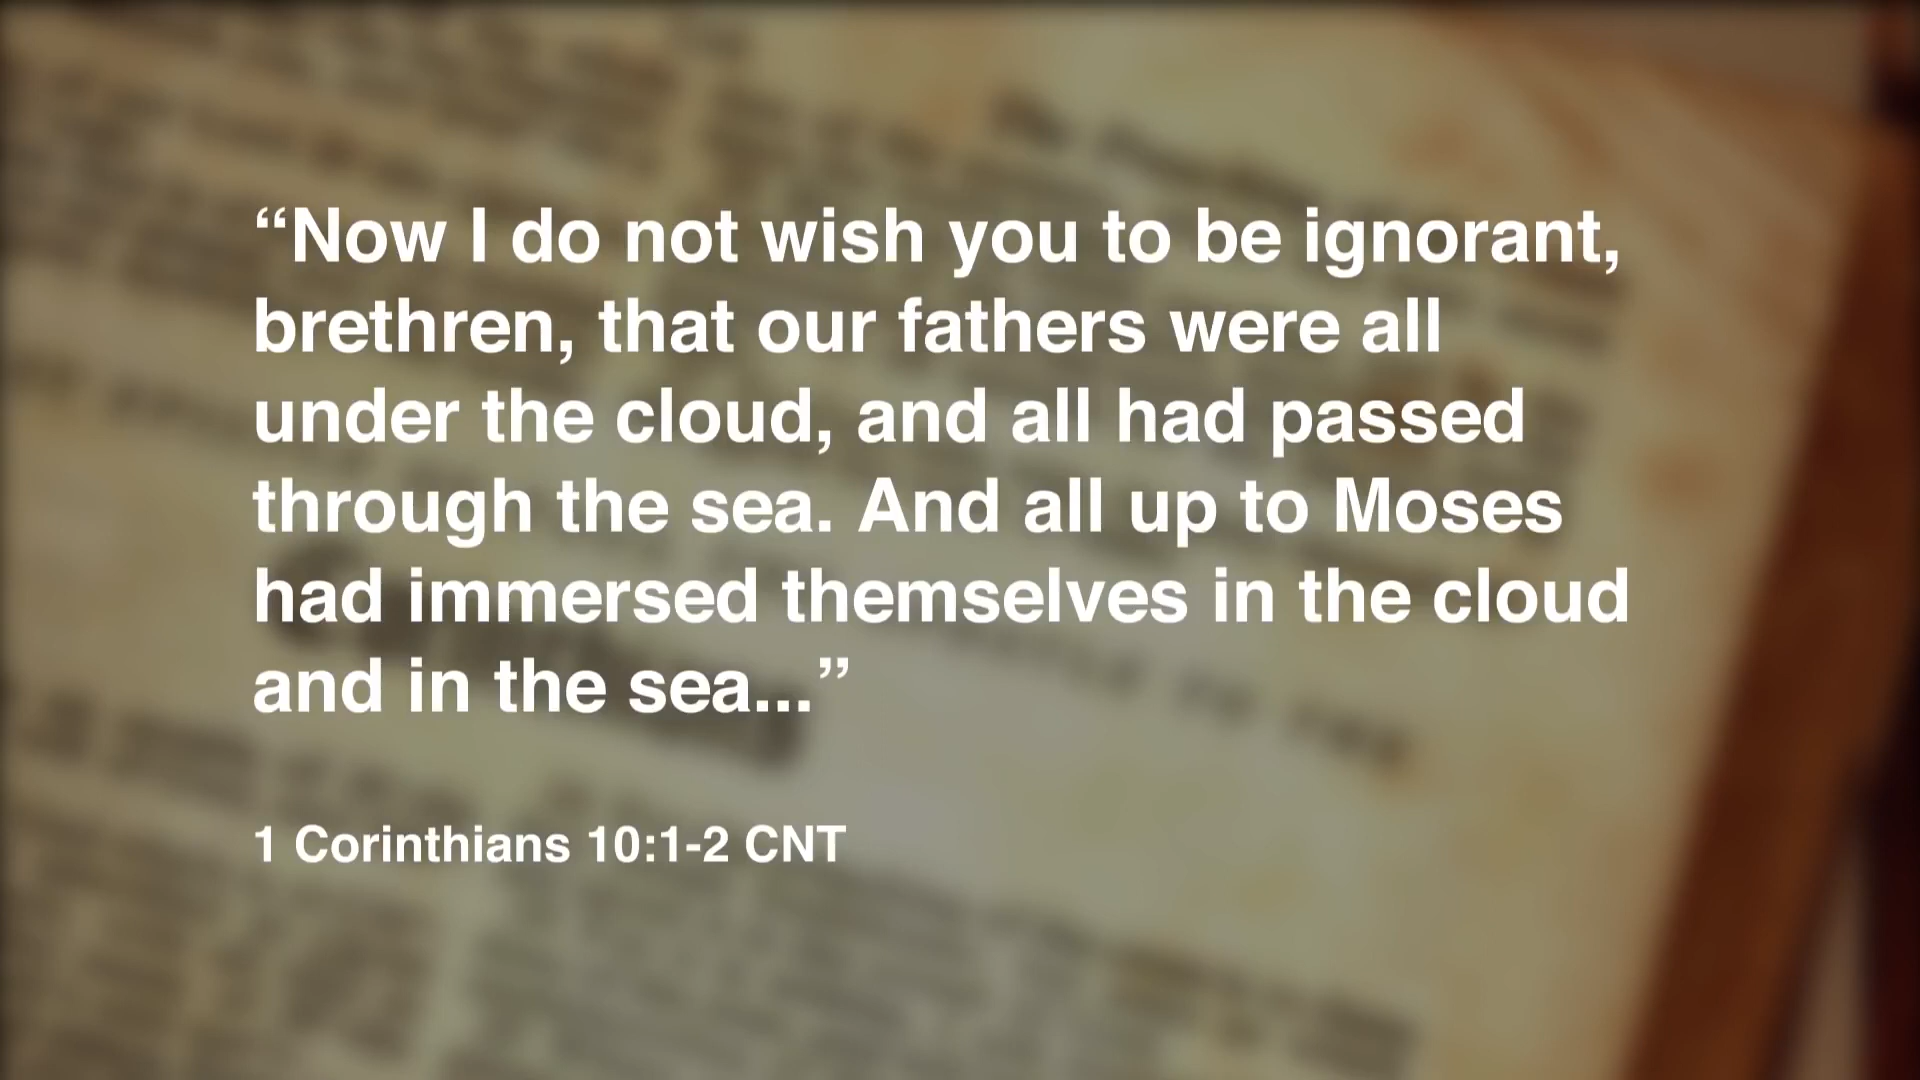 “Now I do not wish you to be ignorant,
brethren, that our fathers were all
under the cloud, and all had passed
through the sea. And all up to Moses
had immersed themselves in the cloud
and in the sea...”
1 Corinthians 10:1-2 CNT